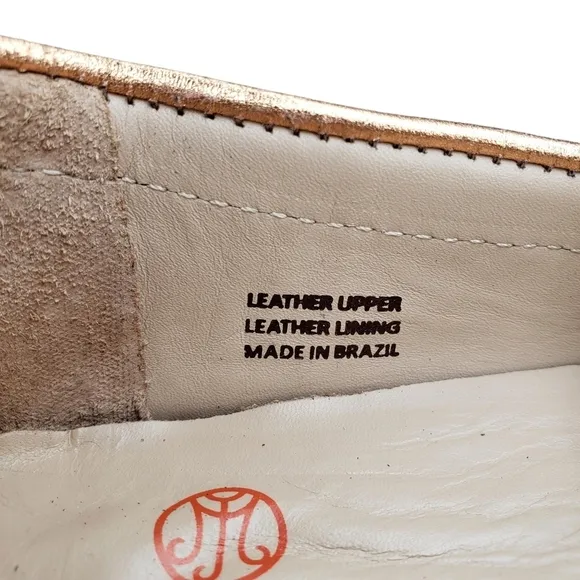 LEATHER UPPER
LEATHER LINING
MADE IN BRAZIL